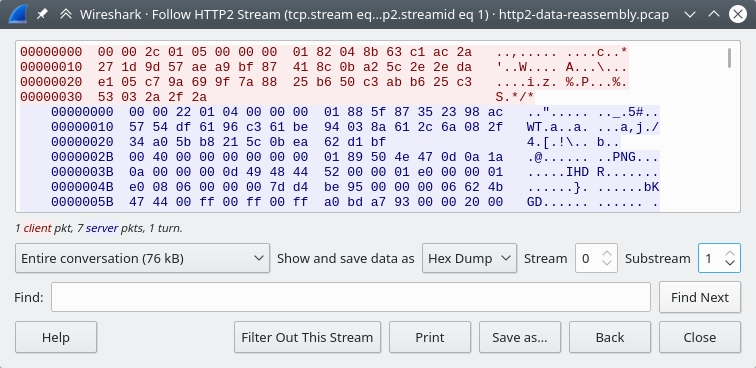 Wireshark · Follow HTTP2 Stream (tcp.stream eq...p2.streamid eq 1) · http2-data-reassembly.pcap
00000000  00 00 2c 01 05 00 00 00  01 82 04 8b 63 c1 ac 2a   ..,..... ....c..*
00000010  27 1d 9d 57 ae a9 bf 87  41 8c 0b a2 5c 2e 2e da   '..W.... A...\...
00000020  e1 05 c7 9a 69 9f 7a 88  25 b6 50 c3 ab b6 25 c3   ....i.z. %.P...%.
00000030  53 03 2a 2f 2a                                     S.*/*
00000000  00 00 22 01 04 00 00 00  01 88 5f 87 35 23 98 ac   .."..... .._.5#..
00000010  57 54 df 61 96 c3 61 be  94 03 8a 61 2c 6a 08 2f   WT.a..a. ...a,j./
00000020  34 a0 5b b8 21 5c 0b ea  62 d1 bf                  4.[.!\.. b..
0000002B  00 40 00 00 00 00 00 00  01 89 50 4e 47 0d 0a 1a   .@...... ..PNG...
0000003B  0a 00 00 00 0d 49 48 44  52 00 00 01 e0 00 00 01   .....IHD R.......
0000004B  e0 08 06 00 00 00 7d d4  be 95 00 00 00 06 62 4b   ......}. ......bK
0000005B  47 44 00 ff 00 ff 00 ff  a0 bd a7 93 00 00 20 00   GD...... ...... .
1 client pkt, 7 server pkts, 1 turn.
Entire conversation (76 kB) Show and save data as Hex Dump Stream 0 Substream 1
Find: Find Next
Help Filter Out This Stream Print Save as... Back Close